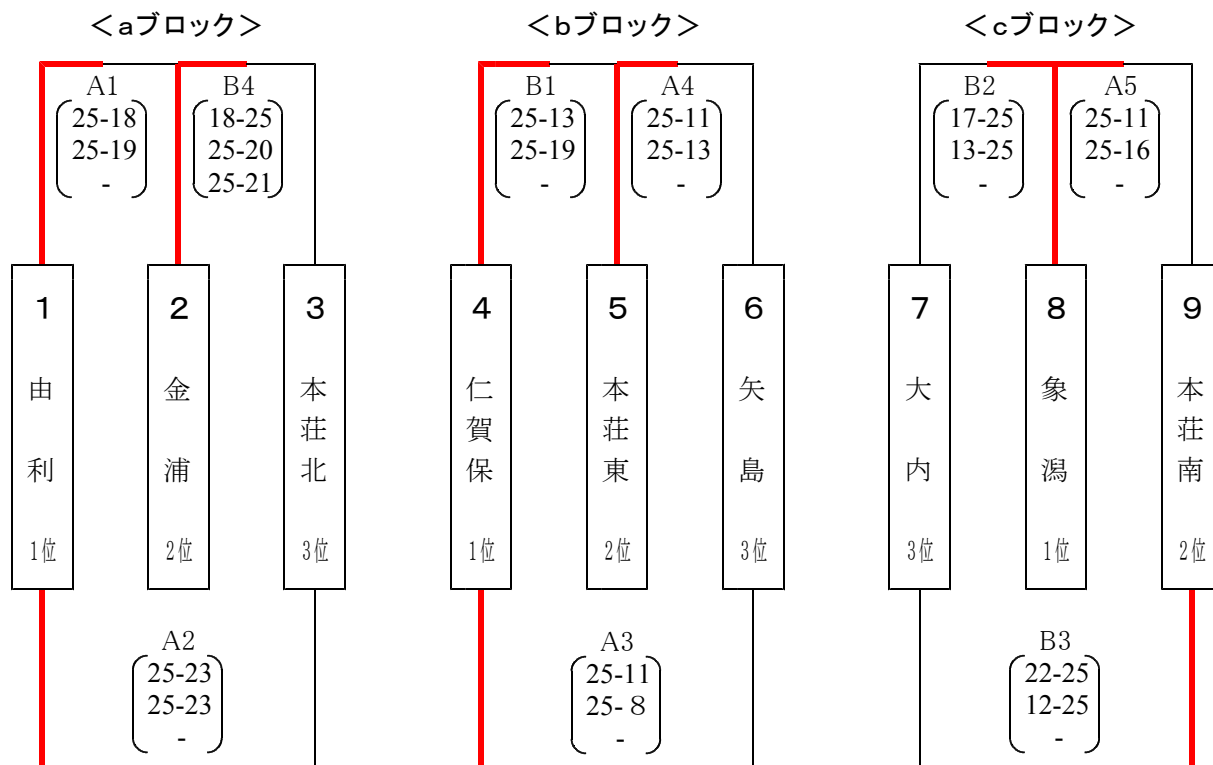 ＜aブロック＞ ＜bブロック＞ ＜cブロック＞
A1 B4 B1 A4 B2 A5
25-18 18-25 25-13 25-11 17-25 25-11
25-19 25-20 25-19 25-13 13-25 25-16
- 25-21 - - - -
1 2 3 4 5 6 7 8 9
由利 金浦 本荘北 仁賀保 本荘東 矢島 大内 象潟 本荘南
1位 2位 3位 1位 2位 3位 3位 1位 2位
A2 A3 B3
25-23 25-11 22-25
25-23 25-８ 12-25
- - -